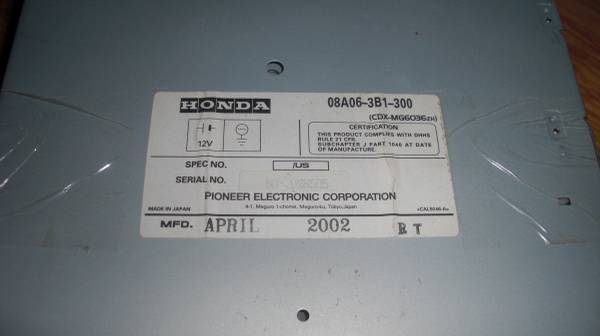 HONDA 08A06-3B1-300
(CDX-MG6036ZH)
12V
CERTIFICATION
THIS PRODUCT COMPLIES WITH DHHS
RULE 21 CFR.
SUBCHAPTER J PART 1040 AT DATE
OF MANUFACTURE.
SPEC NO. /US
SERIAL NO.
PIONEER ELECTRONIC CORPORATION
4-1, Meguro 1-chome, Meguro-ku, Tokyo, Japan
MADE IN JAPAN
MFD. APRIL 2002 RT